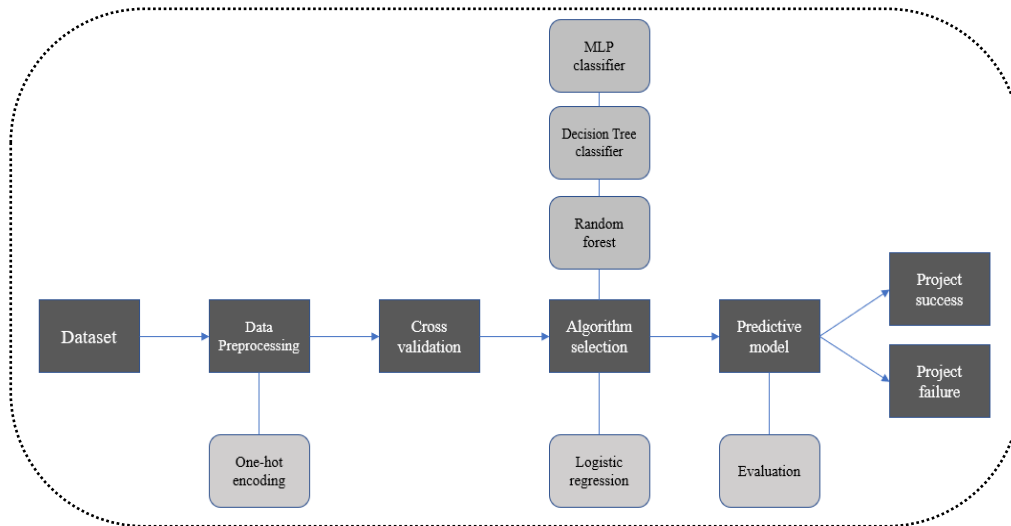 MLP
classifier
Decision Tree
classifier
Random
forest
Dataset
Data
Preprocessing
Cross
validation
Algorithm
selection
Predictive
model
Project
success
Project
failure
One-hot
encoding
Logistic
regression
Evaluation